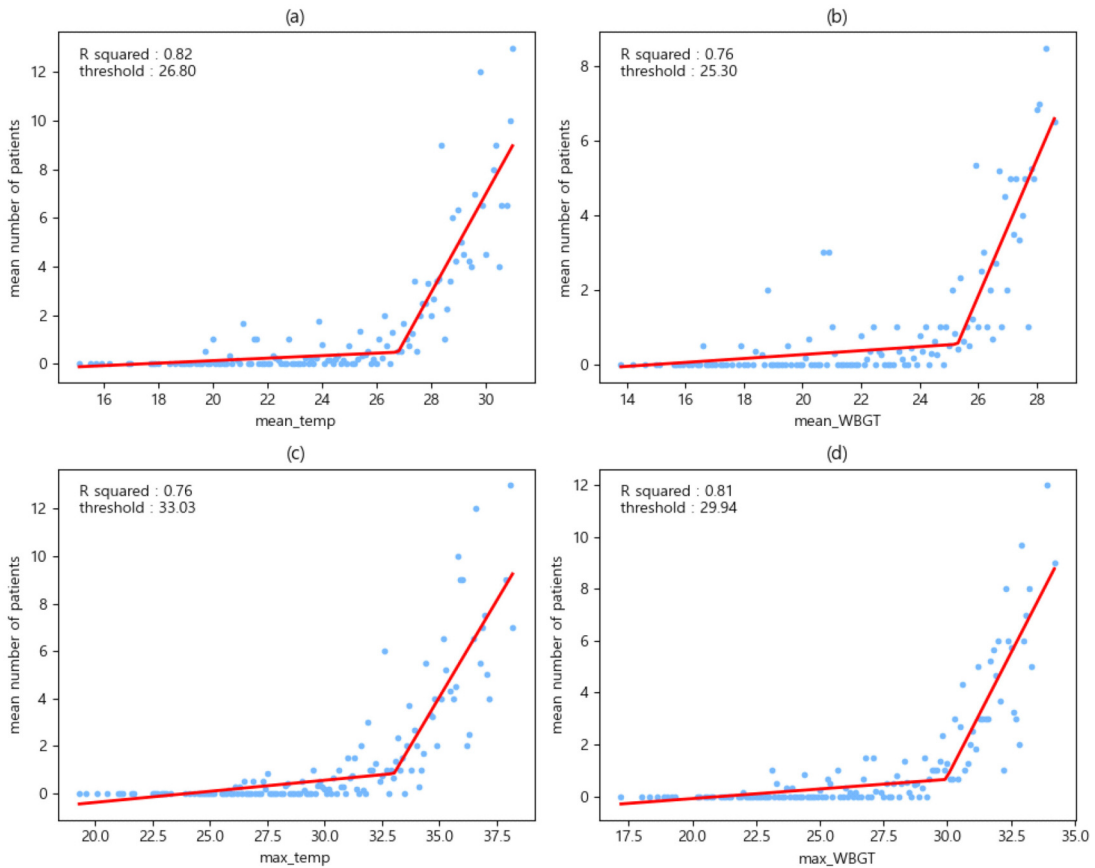 (a)
R squared : 0.82
threshold : 26.80
mean number of patients
12
10
8
6
4
2
0
16 18 20 22 24 26 28 30
mean_temp
(b)
R squared : 0.76
threshold : 25.30
mean number of patients
8
6
4
2
0
14 16 18 20 22 24 26 28
mean_WBGT
(c)
R squared : 0.76
threshold : 33.03
mean number of patients
12
10
8
6
4
2
0
20.0 22.5 25.0 27.5 30.0 32.5 35.0 37.5
max_temp
(d)
R squared : 0.81
threshold : 29.94
mean number of patients
12
10
8
6
4
2
0
17.5 20.0 22.5 25.0 27.5 30.0 32.5 35.0
max_WBGT